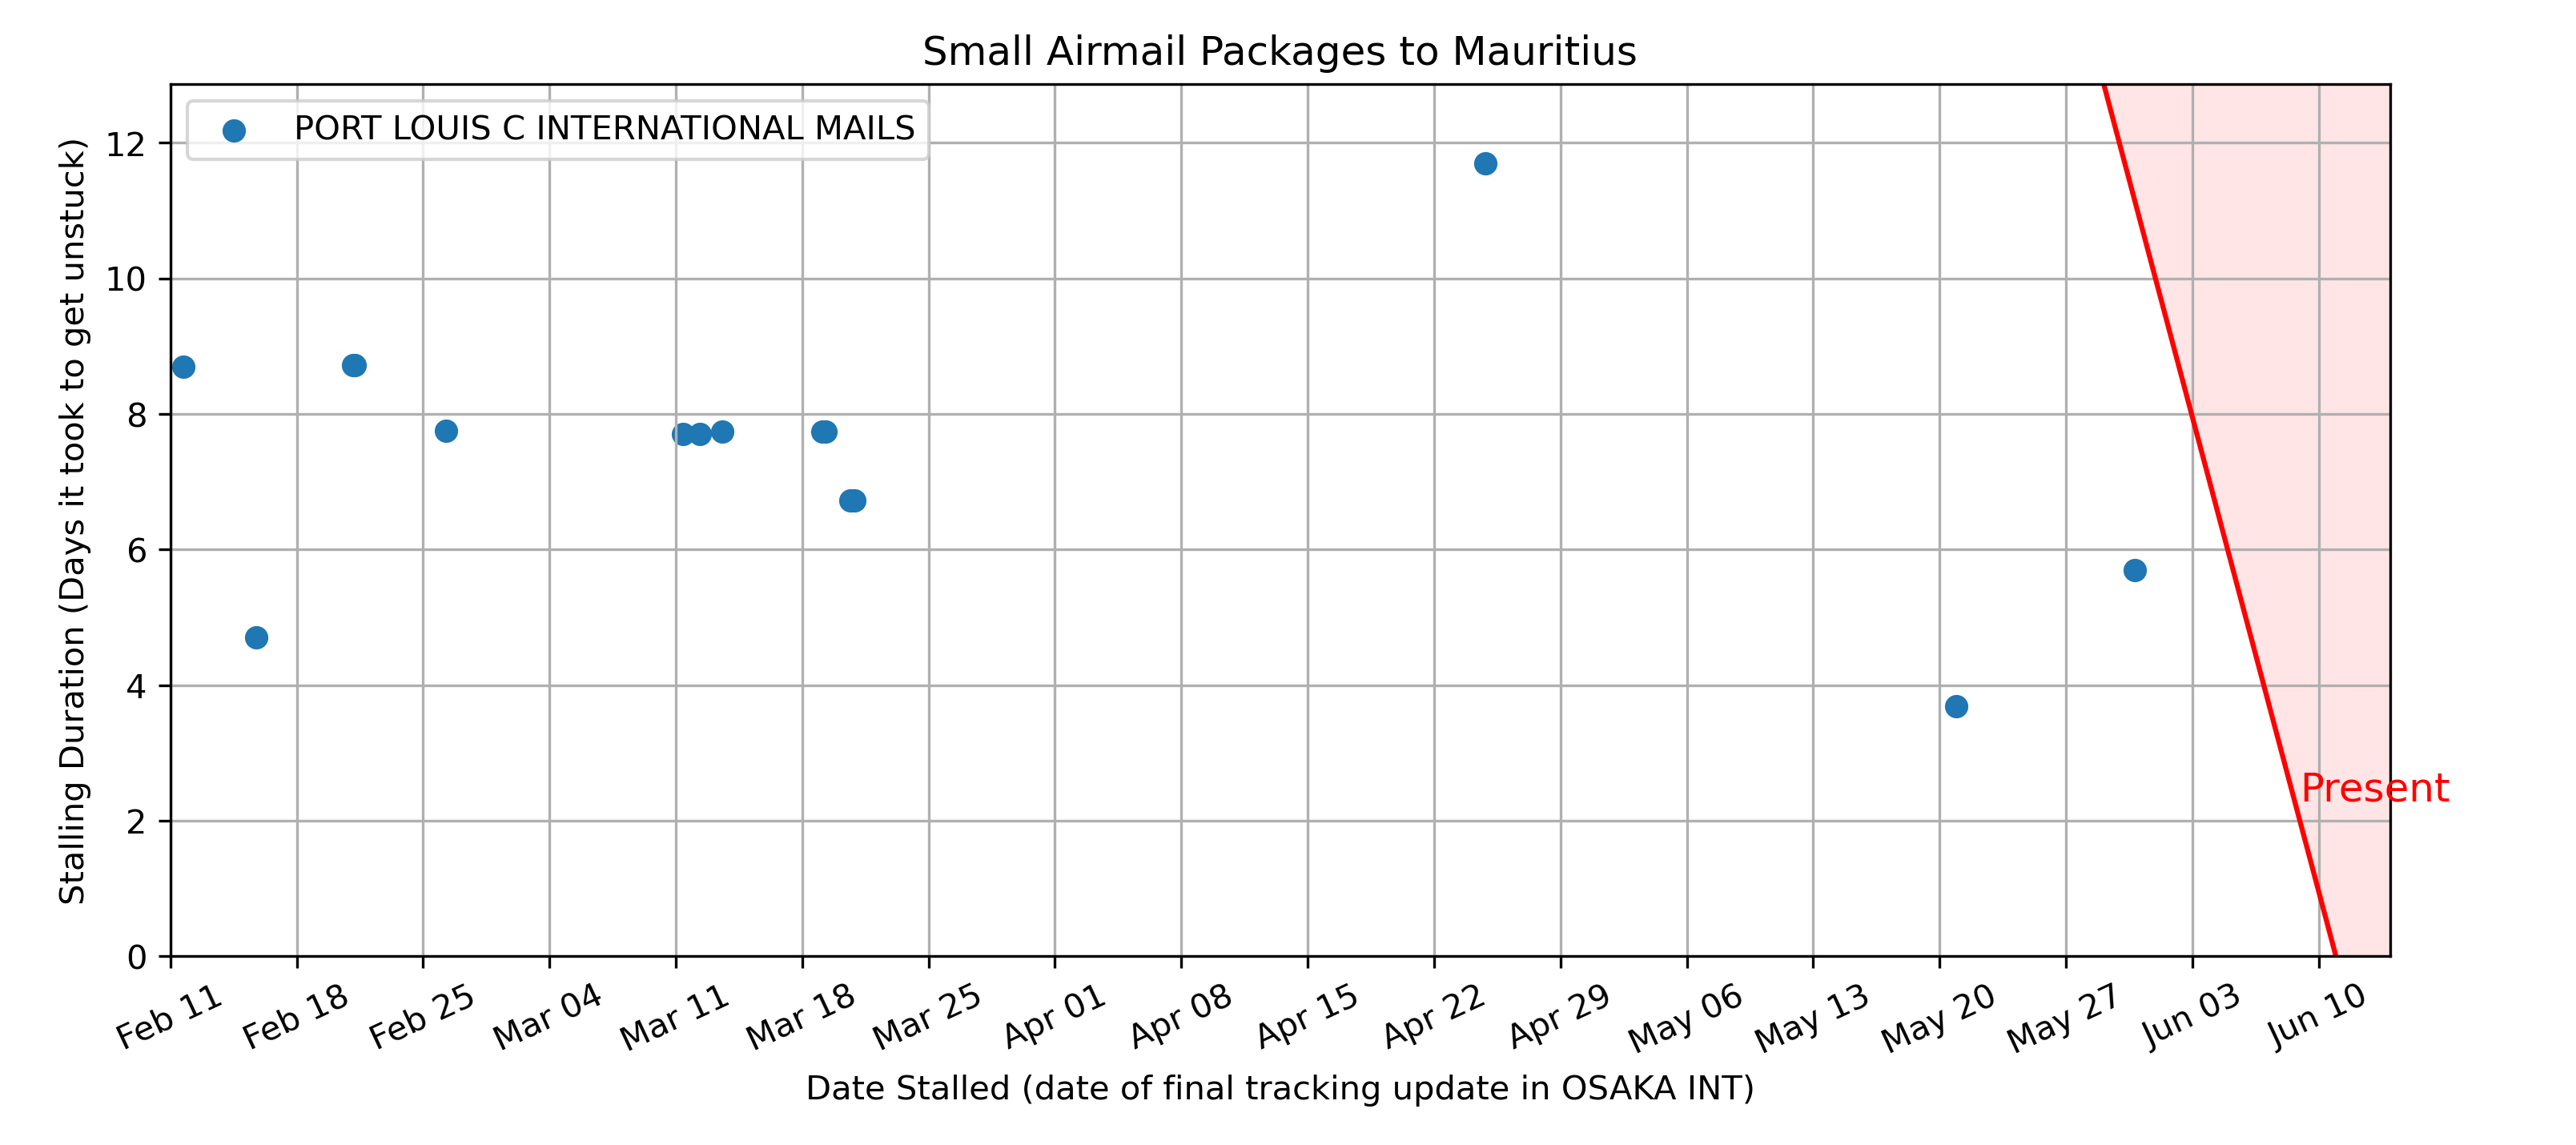 Small Airmail Packages to Mauritius
PORT LOUIS C INTERNATIONAL MAILS
Stalling Duration (Days it took to get unstuck)
12
10
8
6
4
2
0
Present
Feb 11
Feb 18
Feb 25
Mar 04
Mar 11
Mar 18
Mar 25
Apr 01
Apr 08
Apr 15
Apr 22
Apr 29
May 06
May 13
May 20
May 27
Jun 03
Jun 10
Date Stalled (date of final tracking update in OSAKA INT)